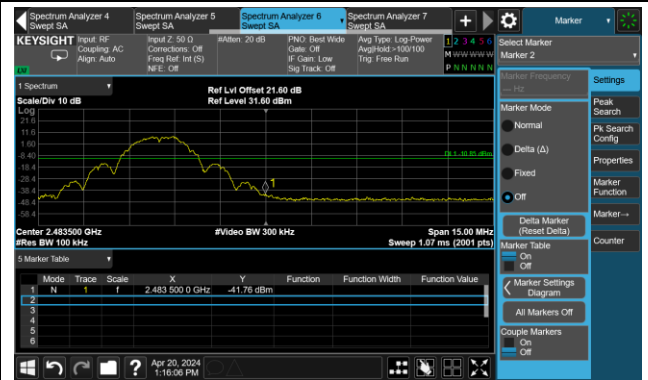 Spectrum Analyzer 4
Swept SA
Spectrum Analyzer 5
Swept SA
Spectrum Analyzer 6
Swept SA
Spectrum Analyzer 7
Swept SA
+
Marker
KEYSIGHT
Input: RF
Coupling: AC
Align: Auto
Input Z: 50 Ω
Corrections: Off
Freq Ref: Int (S)
NFE: Off
#Atten: 20 dB
PNO: Best Wide
Gate: Off
IF Gain: Low
Sig Track: Off
Avg Type: Log-Power
Avg|Hold:>100/100
Trig: Free Run
1 2 3 4 5 6
M W W W W W
P N N N N N
Select Marker
Marker 2
1 Spectrum
Scale/Div 10 dB
Ref Lvl Offset 21.60 dB
Ref Level 31.60 dBm
Log
21.6
11.6
1.60
-8.40
-18.4
-28.4
-38.4
-48.4
-58.4
1
Center 2.483500 GHz
#Res BW 100 kHz
#Video BW 300 kHz
Span 15.00 MHz
Sweep 1.07 ms (2001 pts)
5 Marker Table
Mode Trace Scale X Y Function Function Width Function Value
1 N 1 f 2.483 500 0 GHz -41.76 dBm
2
3
4
5
6
Marker Frequency
--- Hz
Marker Mode
Normal
Delta (Δ)
Fixed
Off
Delta Marker
(Reset Delta)
Marker Table
On
Off
Marker Settings
Diagram
All Markers Off
Couple Markers
On
Off
Settings
Peak
Search
Pk Search
Config
Properties
Marker
Function
Marker→
Counter
?
Apr 20, 2024
1:16:06 PM